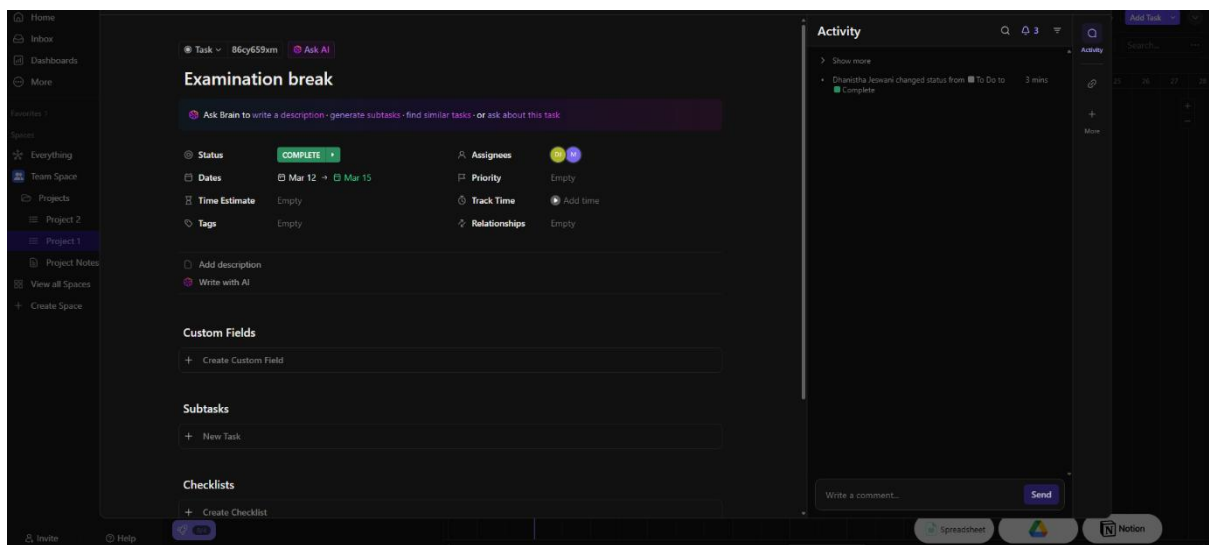 Home
Inbox
Dashboards
More
Favorites
Spaces
Everything
Team Space
Projects
Project 2
Project 1
Project Notes
View all Spaces
Create Space
Invite
Help
Task
86cy659xm
Ask AI
Examination break
Ask Brain to write a description · generate subtasks · find similar tasks · or ask about this task
Status COMPLETE Assignees DJ M
Dates Mar 12 → Mar 15 Priority Empty
Time Estimate Empty Track Time Add time
Tags Empty Relationships Empty
Add description
Write with AI
Custom Fields
+ Create Custom Field
Subtasks
+ New Task
Checklists
+ Create Checklist
Activity 3
Show more
• Dhanistha Jeswani changed status from To Do to 3 mins
Complete
Write a comment...
Send
Activity
+
More
Add Task
Search...
25 26 27 28
Spreadsheet
Notion